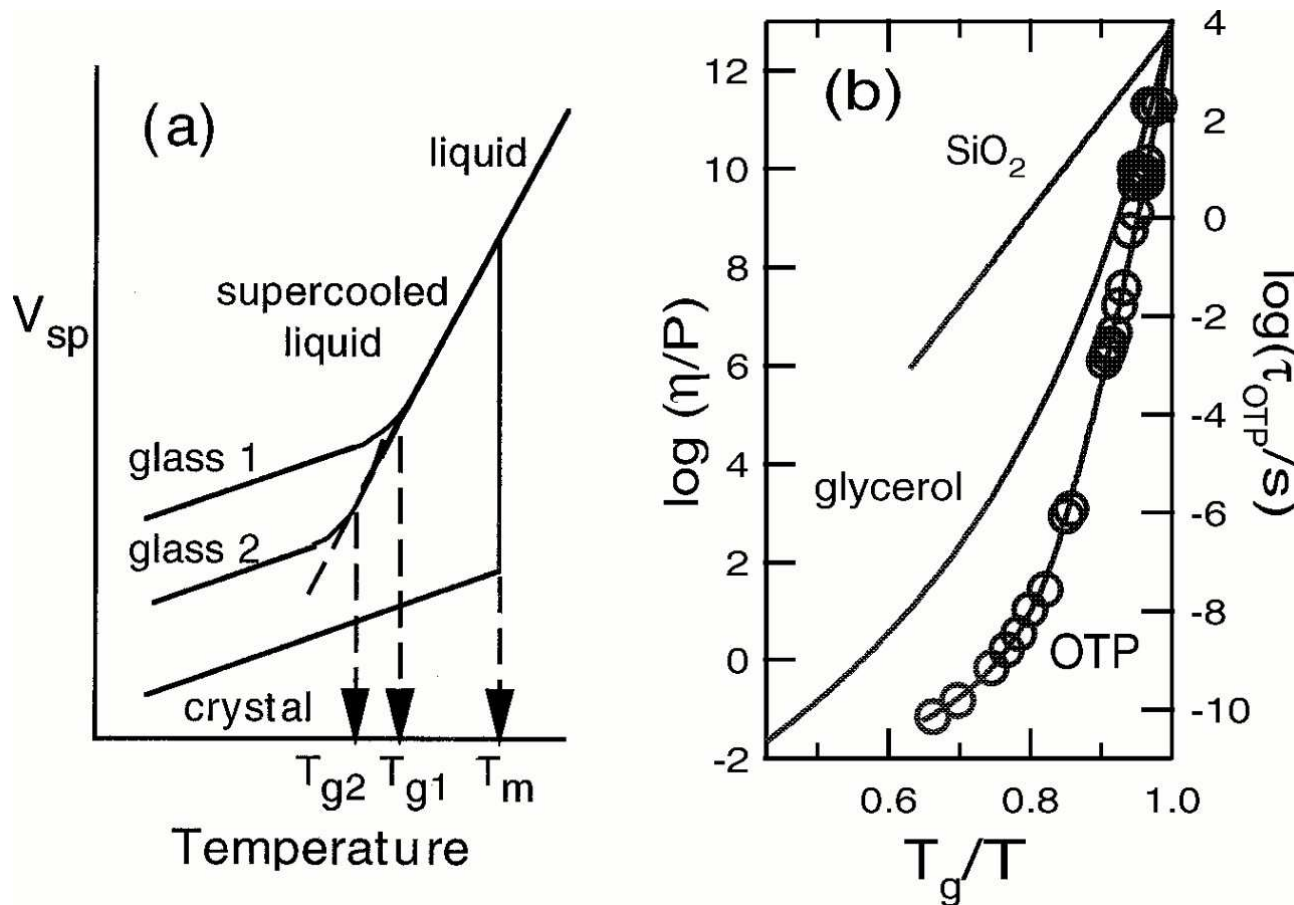 (a)
liquid
supercooled
liquid
V_sp
glass 1
glass 2
crystal
T_g2 T_g1 T_m
Temperature
(b)
SiO₂
glycerol
OTP
log (η/P)
12
10
8
6
4
2
0
-2
4
2
0
-2
-4
-6
-8
-10
log(τ_OTP/s)
0.6 0.8 1.0
T_g/T